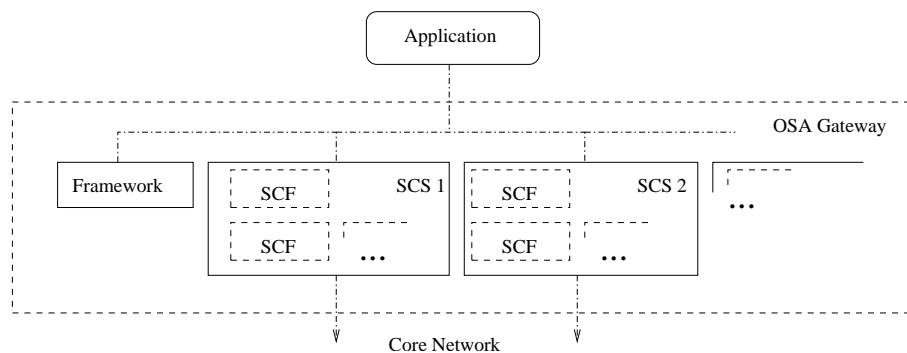 Application
OSA Gateway
Framework
SCF
SCS 1
SCF
...
SCF
SCS 2
SCF
...
...
Core Network